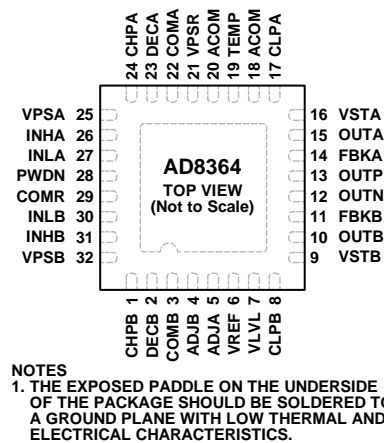 24 CHPA
23 DECA
22 COMA
21 VPSR
20 ACOM
19 TEMP
18 ACOM
17 CLPA
VPSA 25
INHA 26
INLA 27
PWDN 28
COMR 29
INLB 30
INHB 31
VPSB 32
AD8364
TOP VIEW
(Not to Scale)
16 VSTA
15 OUTA
14 FBKA
13 OUTP
12 OUTN
11 FBKB
10 OUTB
9 VSTB
CHPB 1
DECB 2
COMB 3
ADJB 4
ADJA 5
VREF 6
VLVL 7
CLPB 8
NOTES
1. THE EXPOSED PADDLE ON THE UNDERSIDE
OF THE PACKAGE SHOULD BE SOLDERED TO
A GROUND PLANE WITH LOW THERMAL AND
ELECTRICAL CHARACTERISTICS.